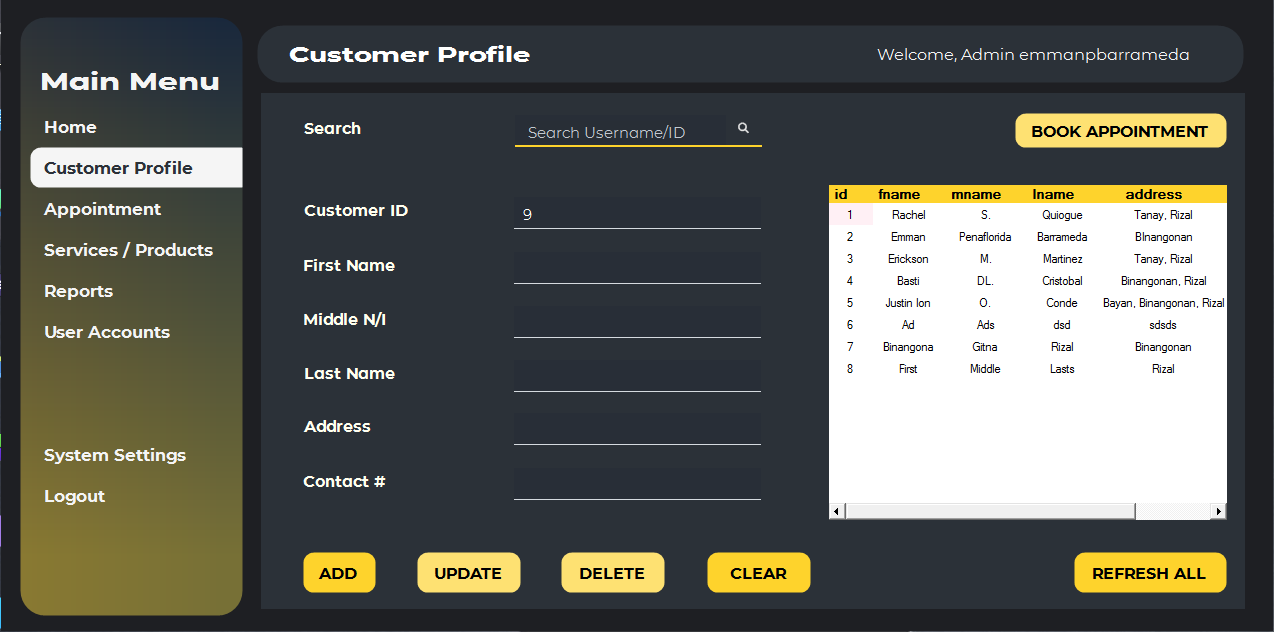 Main Menu
Home
Customer Profile
Appointment
Services / Products
Reports
User Accounts
System Settings
Logout
Customer Profile
Welcome, Admin emmanpbarrameda
Search
Search Username/ID
BOOK APPOINTMENT
Customer ID
9
First Name
Middle N/I
Last Name
Address
Contact #
id fname mname lname address
1 Rachel S. Quiogue Tanay, Rizal
2 Emman Penaflorida Barrameda BInangonan
3 Erickson M. Martinez Tanay, Rizal
4 Basti DL. Cristobal Binangonan, Rizal
5 Justin Ion O. Conde Bayan, Binangonan, Rizal
6 Ad Ads dsd sdsds
7 Binangona Gitna Rizal Binangonan
8 First Middle Lasts Rizal
ADD
UPDATE
DELETE
CLEAR
REFRESH ALL